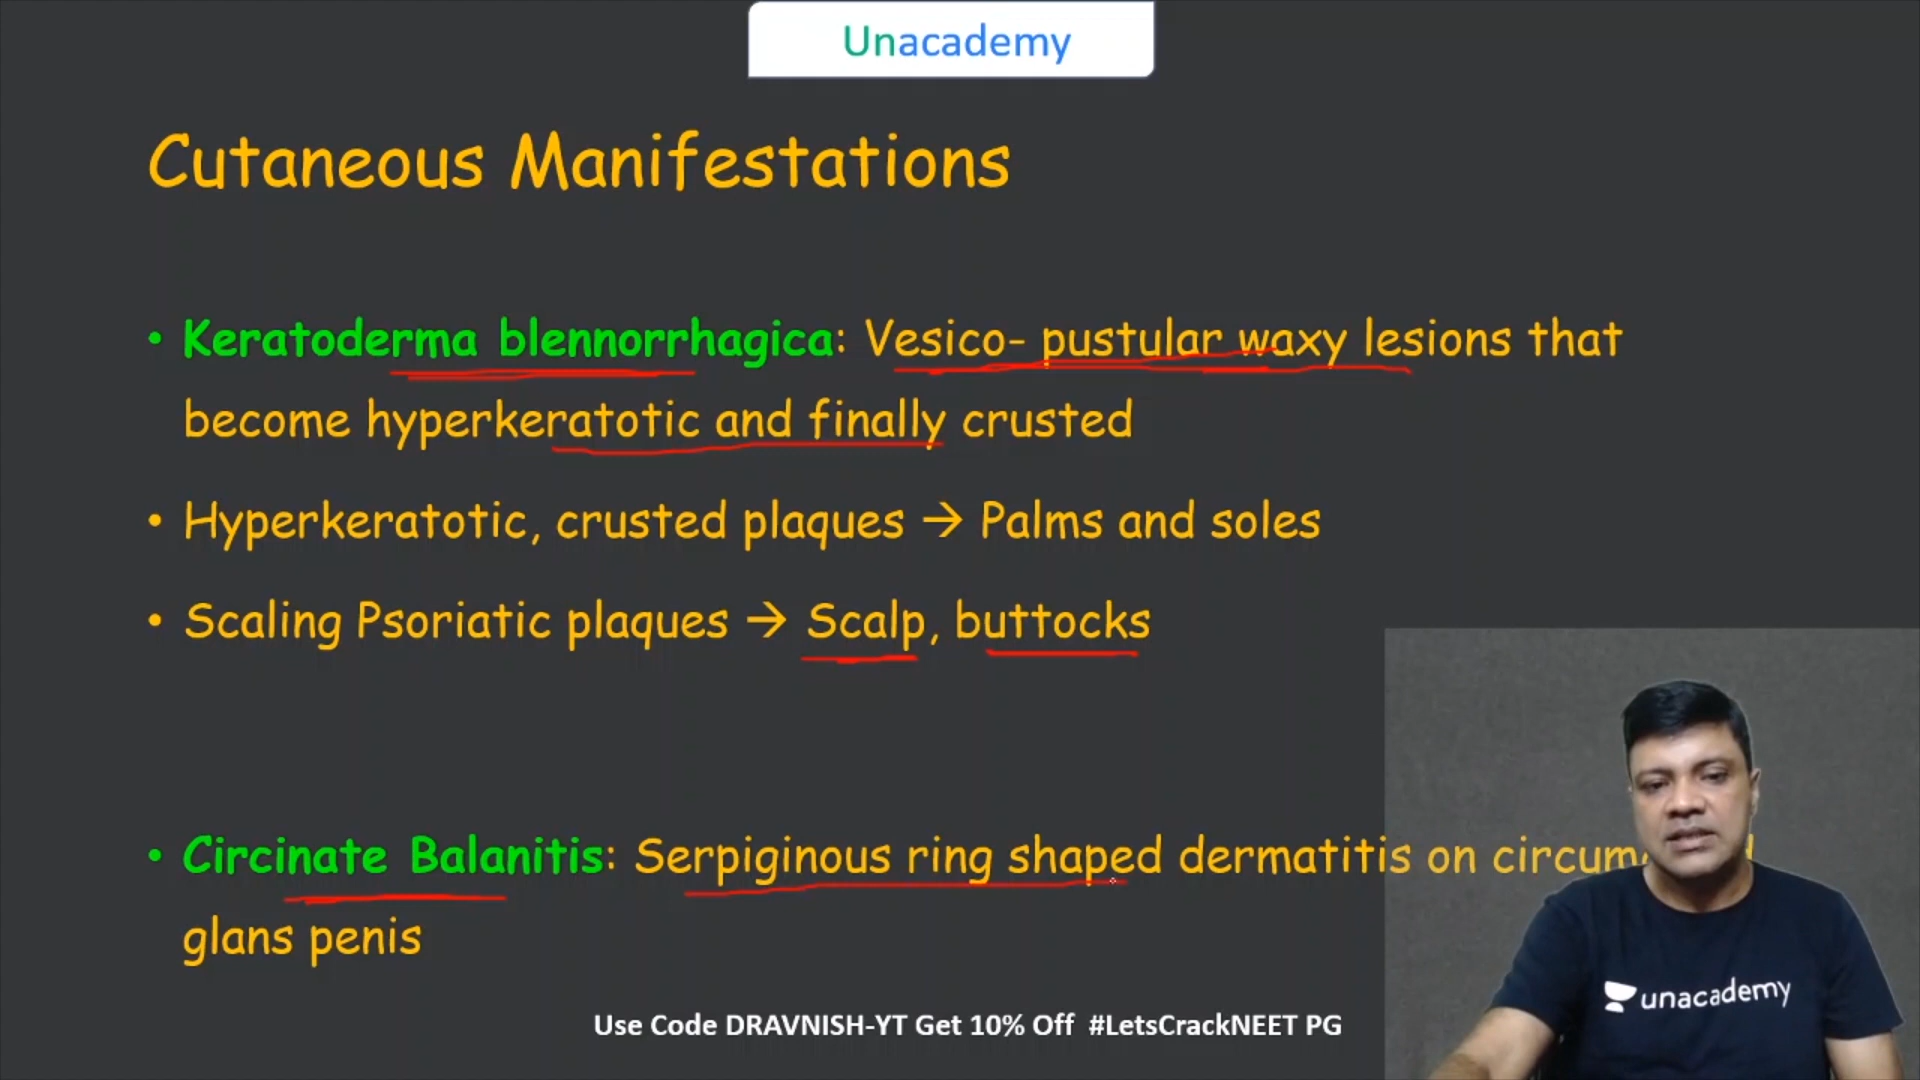 Unacademy
Cutaneous Manifestations
• Keratoderma blennorrhagica: Vesico- pustular waxy lesions that
become hyperkeratotic and finally crusted
• Hyperkeratotic, crusted plaques → Palms and soles
• Scaling Psoriatic plaques → Scalp, buttocks
• Circinate Balanitis: Serpiginous ring shaped dermatitis on
glans penis
unacademy
Use Code DRAVNISH-YT Get 10% Off #LetsCrackNEET PG